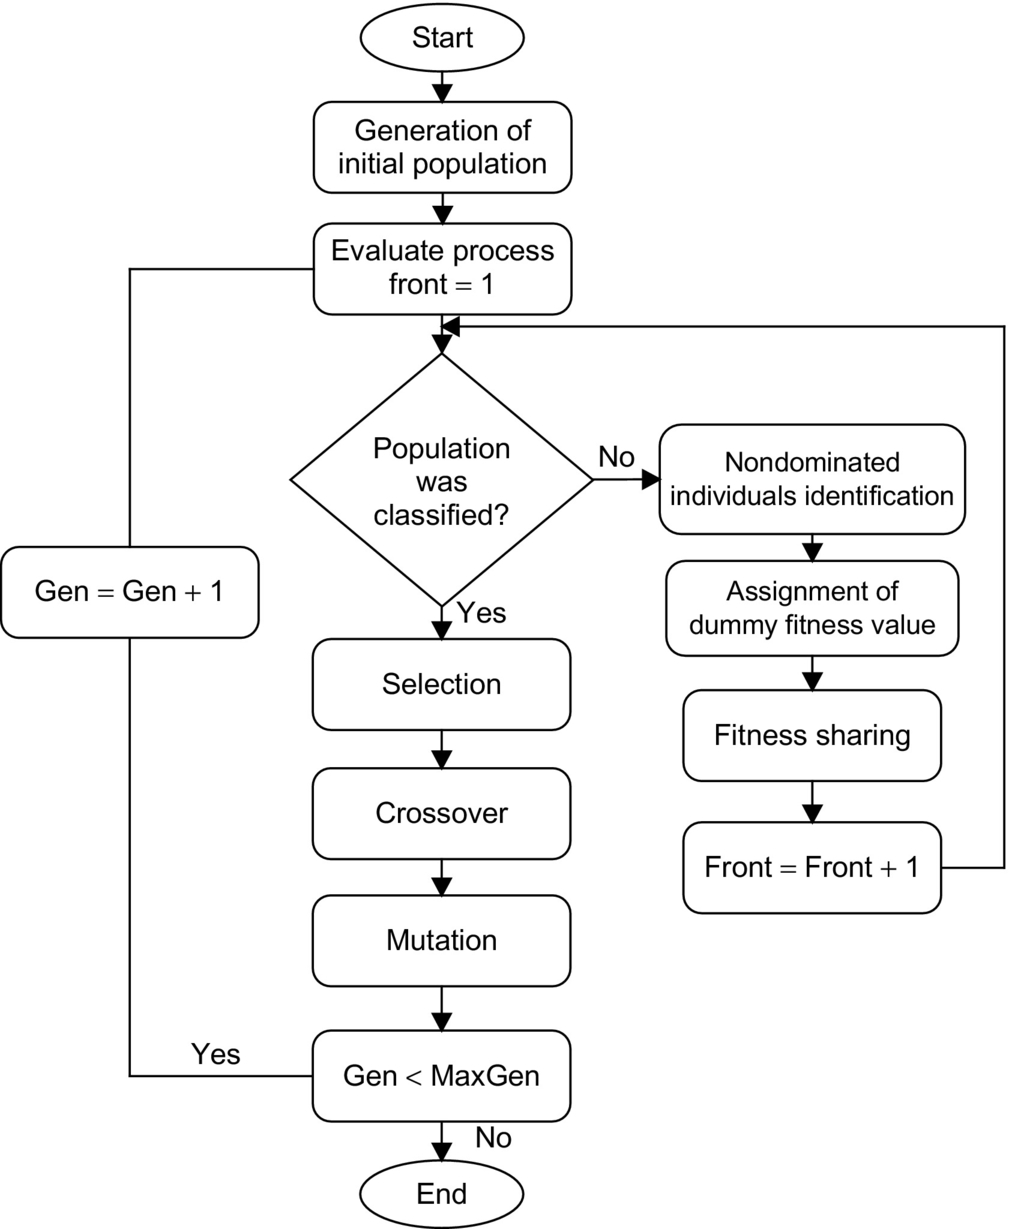 Start
Generation of
initial population
Evaluate process
front = 1
Population
was
classified?
No
Nondominated
individuals identification
Assignment of
dummy fitness value
Fitness sharing
Front = Front + 1
Gen = Gen + 1
Yes
Selection
Crossover
Mutation
Yes
Gen < MaxGen
No
End